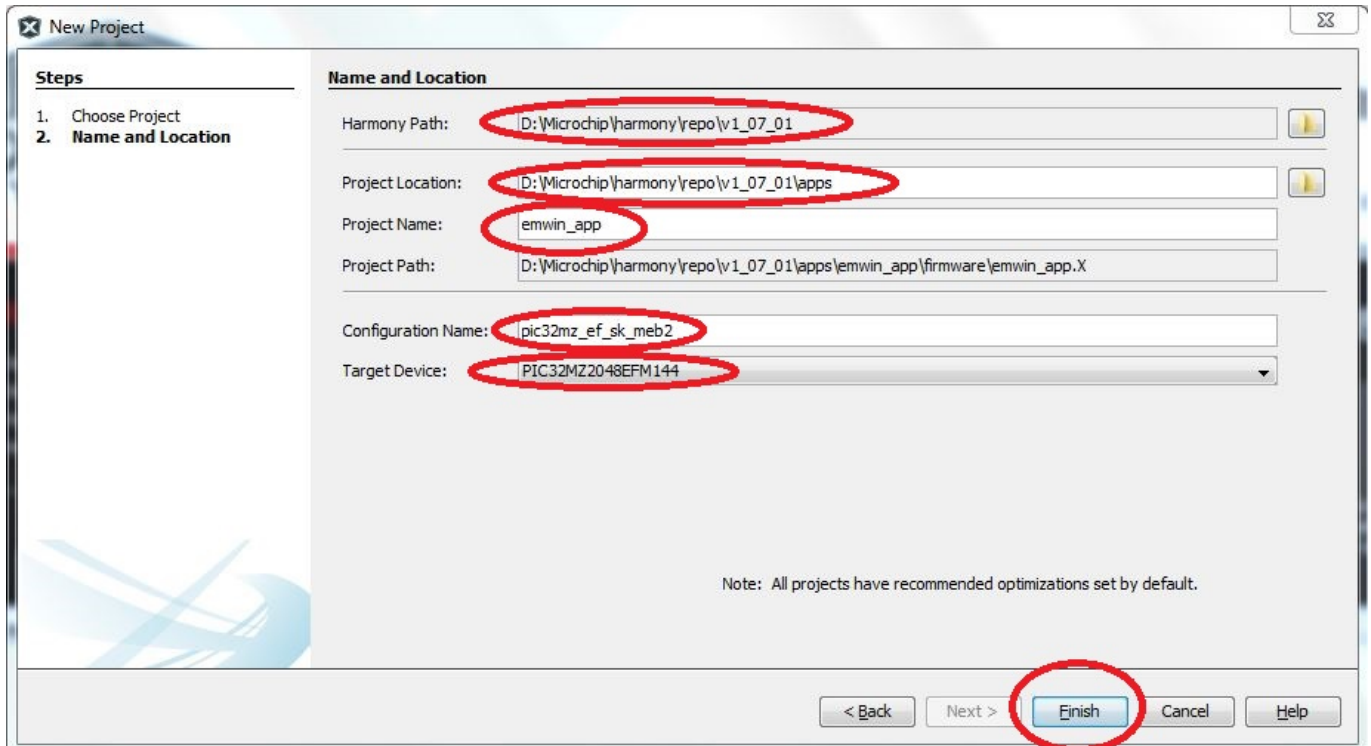 New Project
Steps
1. Choose Project
2. Name and Location
Name and Location
Harmony Path: D:\Microchip\harmony\repo\v1_07_01
Project Location: D:\Microchip\harmony\repo\v1_07_01\apps
Project Name: emwin_app
Project Path: D:\Microchip\harmony\repo\v1_07_01\apps\emwin_app\firmware\emwin_app.X
Configuration Name: pic32mz_ef_sk_meb2
Target Device: PIC32MZ2048EFM144
Note: All projects have recommended optimizations set by default.
< Back Next > Finish Cancel Help